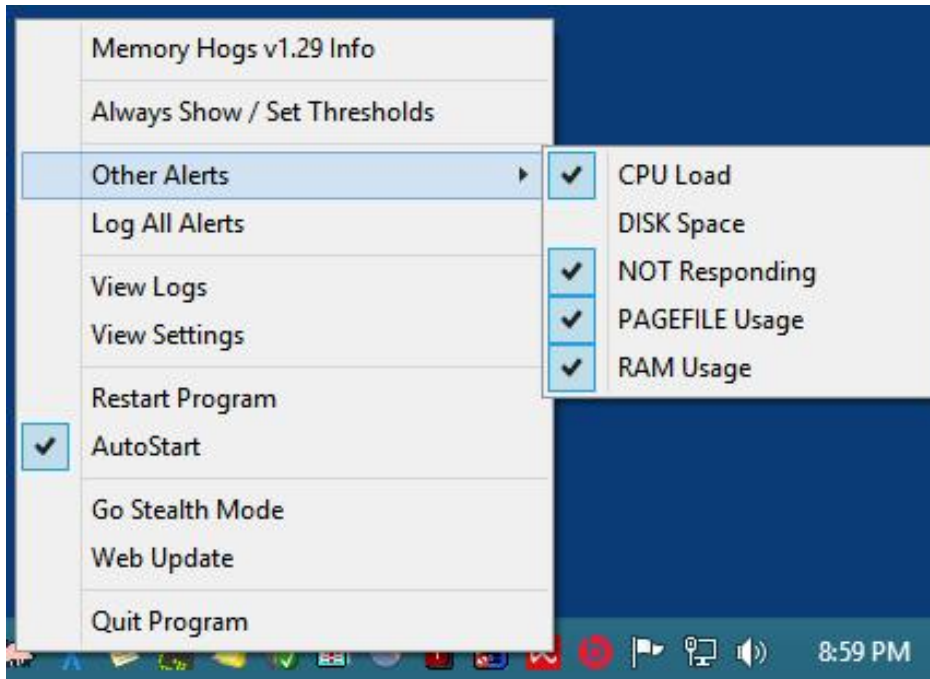 Memory Hogs v1.29 Info
Always Show / Set Thresholds
Other Alerts
Log All Alerts
View Logs
View Settings
Restart Program
AutoStart
Go Stealth Mode
Web Update
Quit Program
CPU Load
DISK Space
NOT Responding
PAGEFILE Usage
RAM Usage
8:59 PM